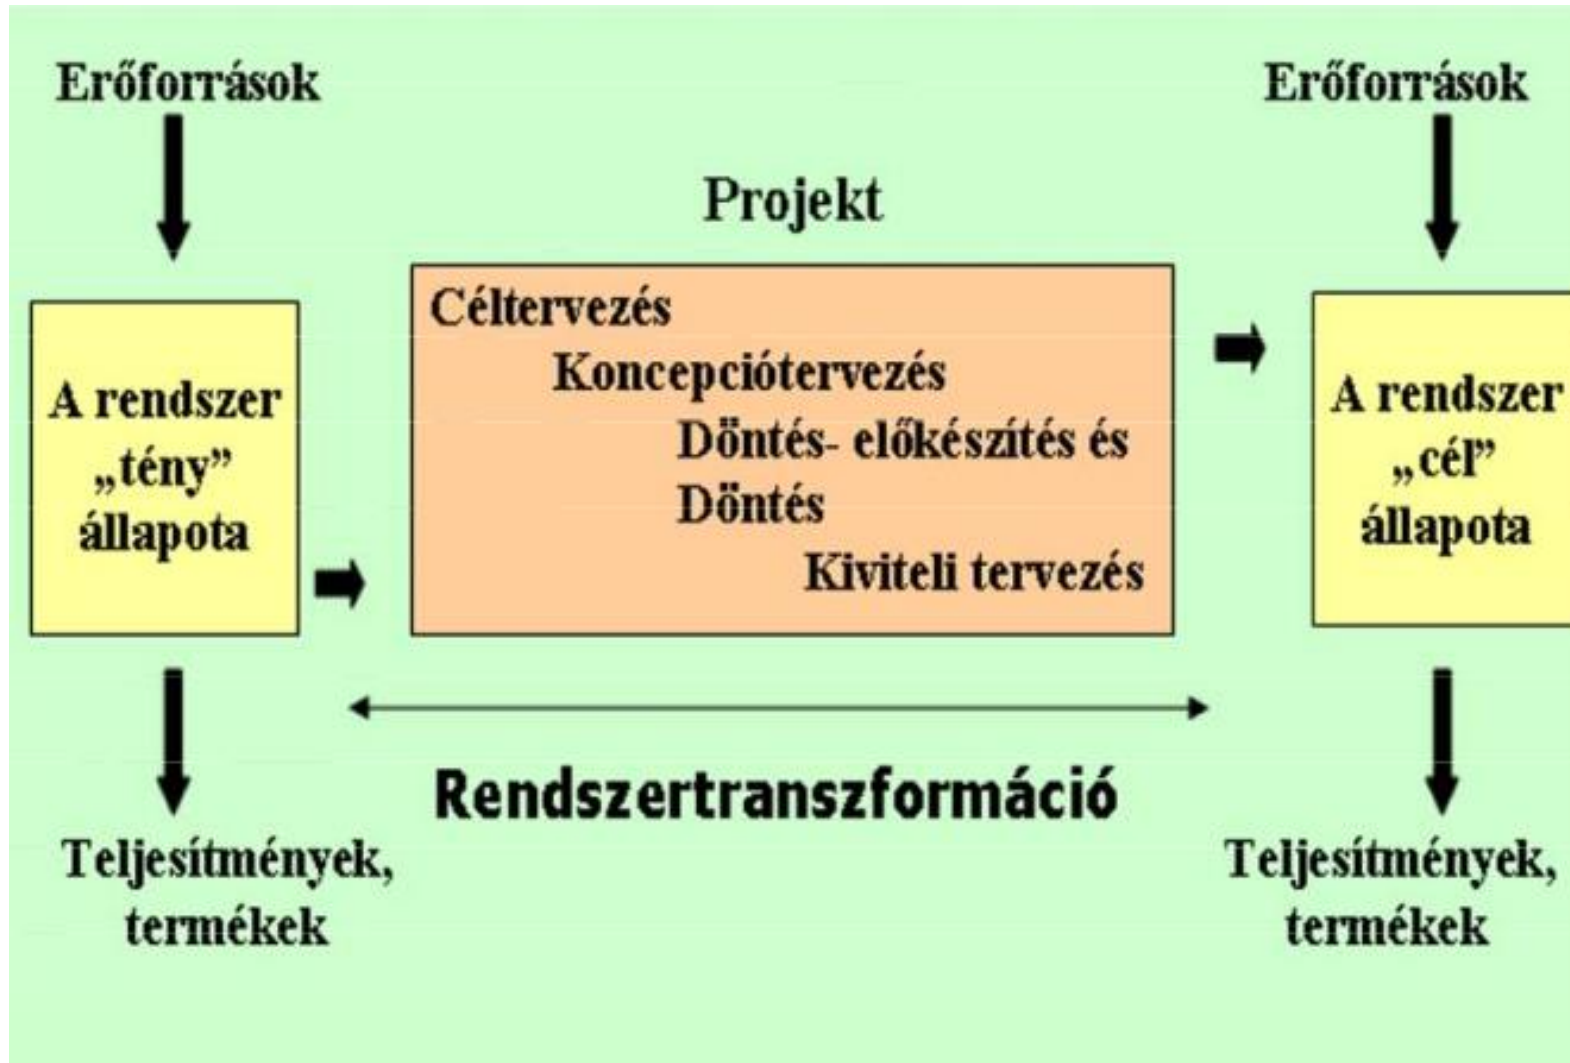 Erőforrások
Erőforrások
Projekt
A rendszer
„tény”
állapota
Céltervezés
Koncepciótervezés
Döntés- előkészítés és
Döntés
Kiviteli tervezés
A rendszer
„cél”
állapota
Rendszertranszformáció
Teljesítmények,
termékek
Teljesítmények,
termékek